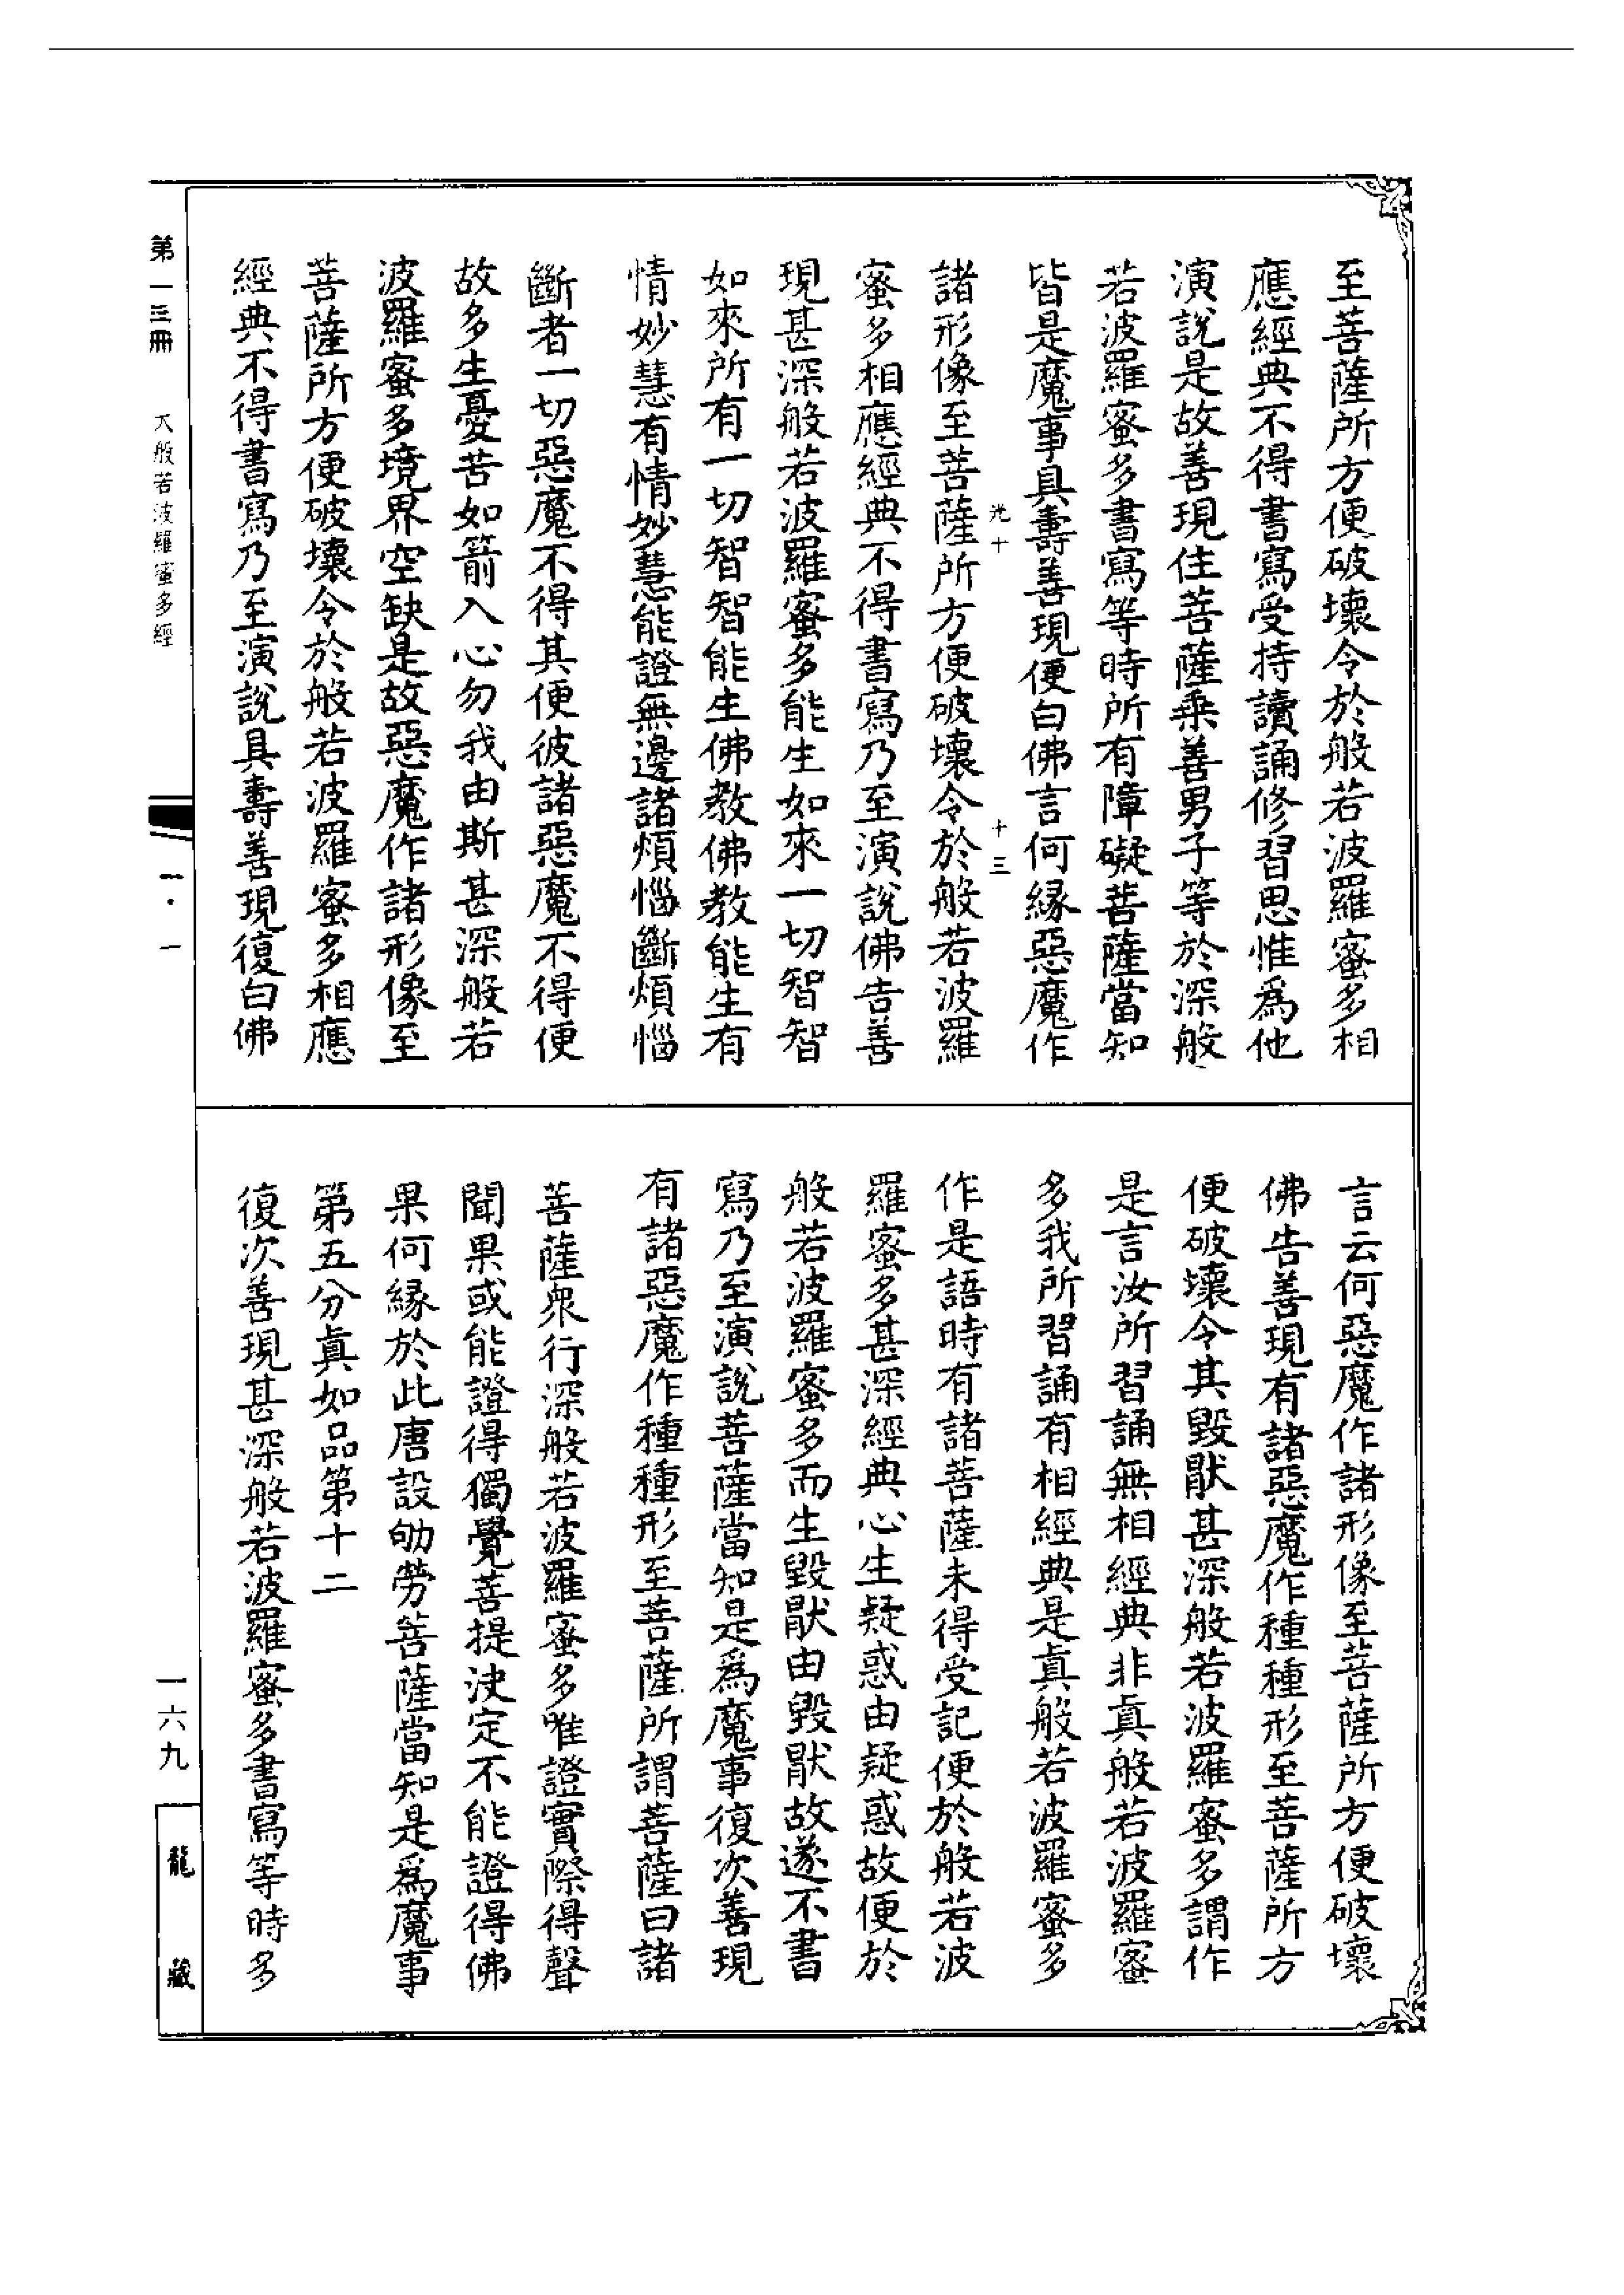 至菩薩所方便破壞令於般若波羅蜜多相
應經典不得書寫受持讀誦修習思惟為他
演說是故善現住菩薩乘善男子等於深般
若波羅蜜多書寫等時所有障礙菩薩當知
皆是魔事具壽善現便白佛言何緣惡魔作
光十 十三
諸形像至菩薩所方便破壞令於般若波羅
蜜多相應經典不得書寫乃至演說佛告善
現甚深般若波羅蜜多能生如來一切智智
如來所有一切智智能生佛教佛教能生有
情妙慧有情妙慧能證無邊諸煩惱斷煩惱
斷者一切惡魔不得其便彼諸惡魔不得便
故多生憂苦如箭入心勿我由斯甚深般若
波羅蜜多境界空缺是故惡魔作諸形像至
菩薩所方便破壞令於般若波羅蜜多相應
經典不得書寫乃至演說具壽善現復白佛
言云何惡魔作諸形像至菩薩所方便破壞
佛告善現有諸惡魔作種種形至菩薩所方
便破壞令其毀猒甚深般若波羅蜜多謂作
是言汝所習誦無相經典非真般若波羅蜜
多我所習誦有相經典是真般若波羅蜜多
作是語時有諸菩薩未得受記便於般若波
羅蜜多甚深經典心生疑惑由疑惑故便於
般若波羅蜜多而生毀猒由毀猒故遂不書
寫乃至演說菩薩當知是為魔事復次善現
有諸惡魔作種種形至菩薩所謂菩薩曰諸
菩薩眾行深般若波羅蜜多唯證實際得聲
聞果或能證得獨覺菩提決定不能證得佛
果何緣於此唐設劬勞菩薩當知是為魔事
第五分真如品第十二
復次善現甚深般若波羅蜜多書寫等時多
第一三冊 大般若波羅蜜多經
一六九
龍藏